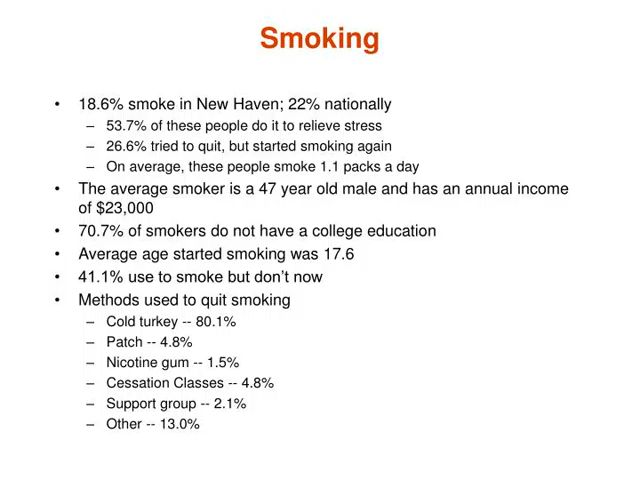 Smoking
• 18.6% smoke in New Haven; 22% nationally
– 53.7% of these people do it to relieve stress
– 26.6% tried to quit, but started smoking again
– On average, these people smoke 1.1 packs a day
• The average smoker is a 47 year old male and has an annual income
of $23,000
• 70.7% of smokers do not have a college education
• Average age started smoking was 17.6
• 41.1% use to smoke but don't now
• Methods used to quit smoking
– Cold turkey -- 80.1%
– Patch -- 4.8%
– Nicotine gum -- 1.5%
– Cessation Classes -- 4.8%
– Support group -- 2.1%
– Other -- 13.0%